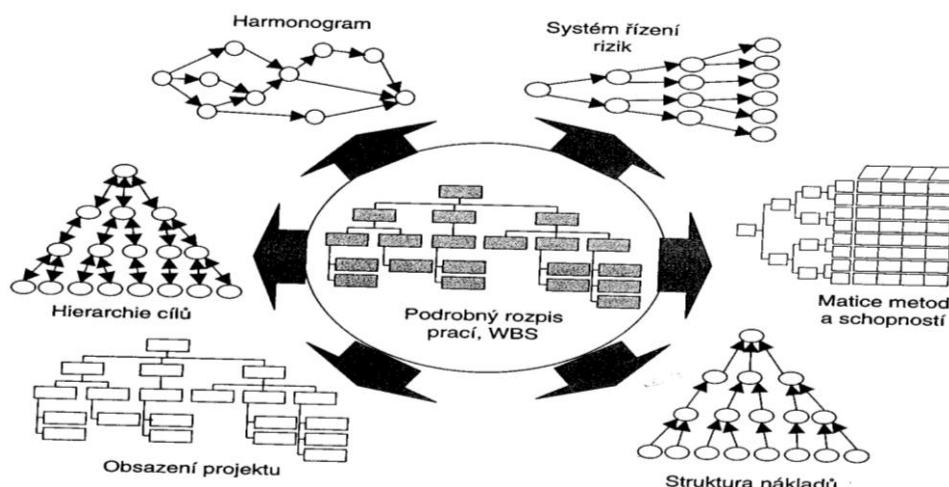 Harmonogram
Systém řízení
rizik
Hierarchie cílů
Podrobný rozpis
prací, WBS
Matice metod
a schopností
Obsazení projektu
Struktura nákladů